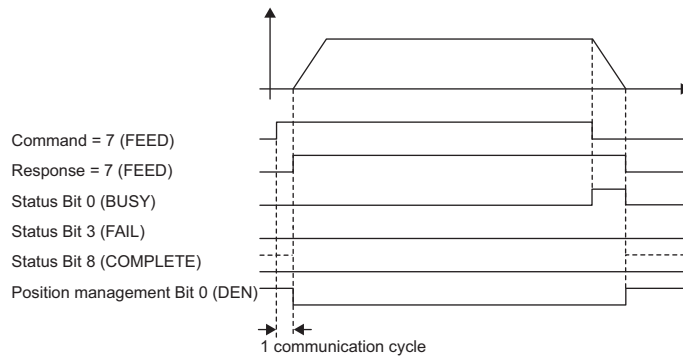 Command = 7 (FEED)
Response = 7 (FEED)
Status Bit 0 (BUSY)
Status Bit 3 (FAIL)
Status Bit 8 (COMPLETE)
Position management Bit 0 (DEN)
1 communication cycle